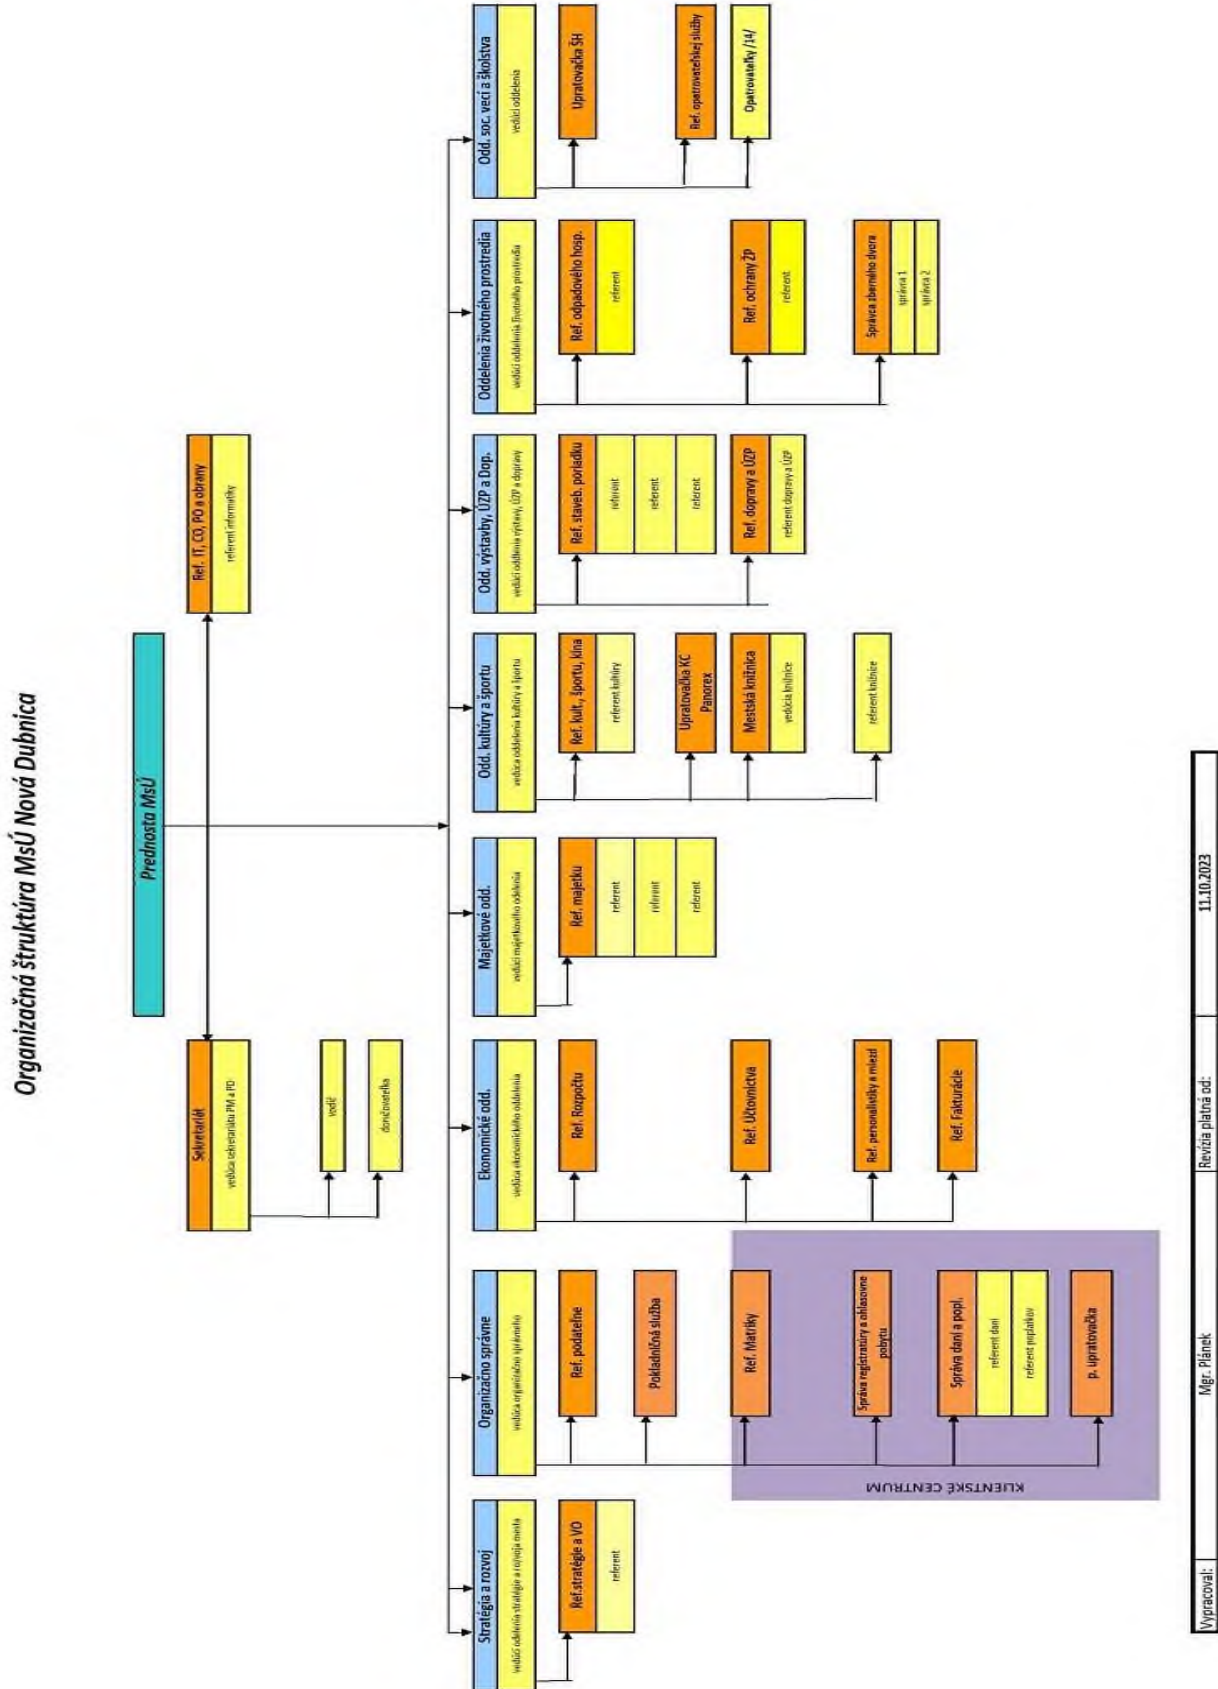 Organizačná štruktúra MsÚ Nová Dubnica
Prednosta MsÚ
Sekretariát
vedúca sekretariátu PM a PD
vodič
doručovateľka
Ref. IT, CO, PO a obrany
referent informatiky
Stratégia a rozvoj
vedúci odelenia stratégie a rozvoja mesta
Ref.stratégie a VO
referent
Organizačno správne
vedúca organizačno správneho
Ref. podateľne
Pokladničná služba
KLIENTSKÉ CENTRUM
Ref. Matriky
Správa registratúry a ohlasovne
pobytu
Správa daní a popl.
referent daní
referent poplatkov
p. upratovačka
Ekonomické odd.
vedúca ekonomického oddelenia
Ref. Rozpočtu
Ref. Účtovníctva
Ref. personalistiky a miezd
Ref. Fakturácie
Majetkové odd.
vedúci majetkového odelenia
Ref. majetku
referent
referent
referent
Odd. kultúry a športu
vedúca oddelenia kultúry a športu
Ref. kult., športu, kina
referent kultúry
Upratovačka KC
Panorex
Mestská knižnica
vedúcia knižnice
referent knižnice
Odd. výstavby, ÚZP a Dop.
vedúci oddlenia výstavy, ÚZP a dopravy
Ref. staveb. poriadku
referent
referent
referent
Ref. dopravy a ÚZP
referent dopravy a ÚZP
Oddelenia životného prostredia
vedúci oddelenia životného prostredia
Ref. odpadového hosp.
referent
Ref. ochrany ŽP
referent
Správca zberného dvora
správca 1
správca 2
Odd. soc. vecí a školstva
vedúci oddelenia
Upratovačka ŠH
Ref. opatrovateľskej služby
Opatrovateľky /14/
Vypracoval: Mgr. Plánek Revízia platná od: 11.10.2023